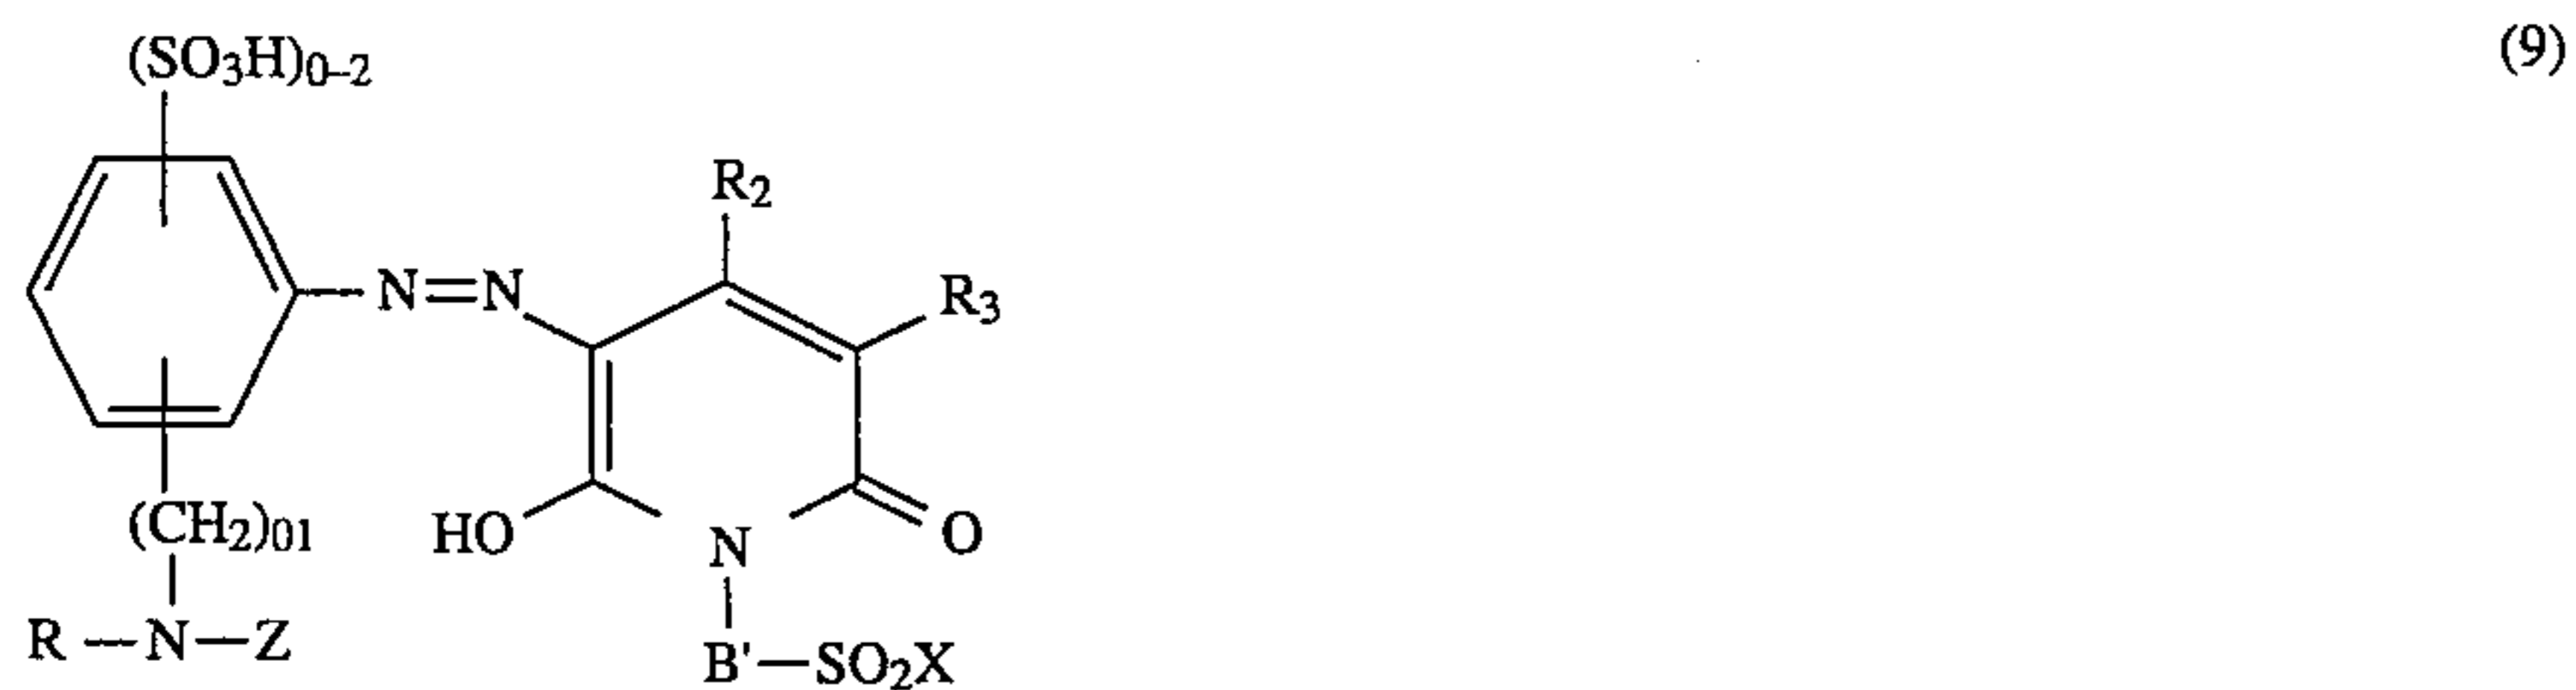 (SO3H)0–2 (9)
R2
N=N R3
(CH2)01 HO N O
R—N—Z B'—SO2X